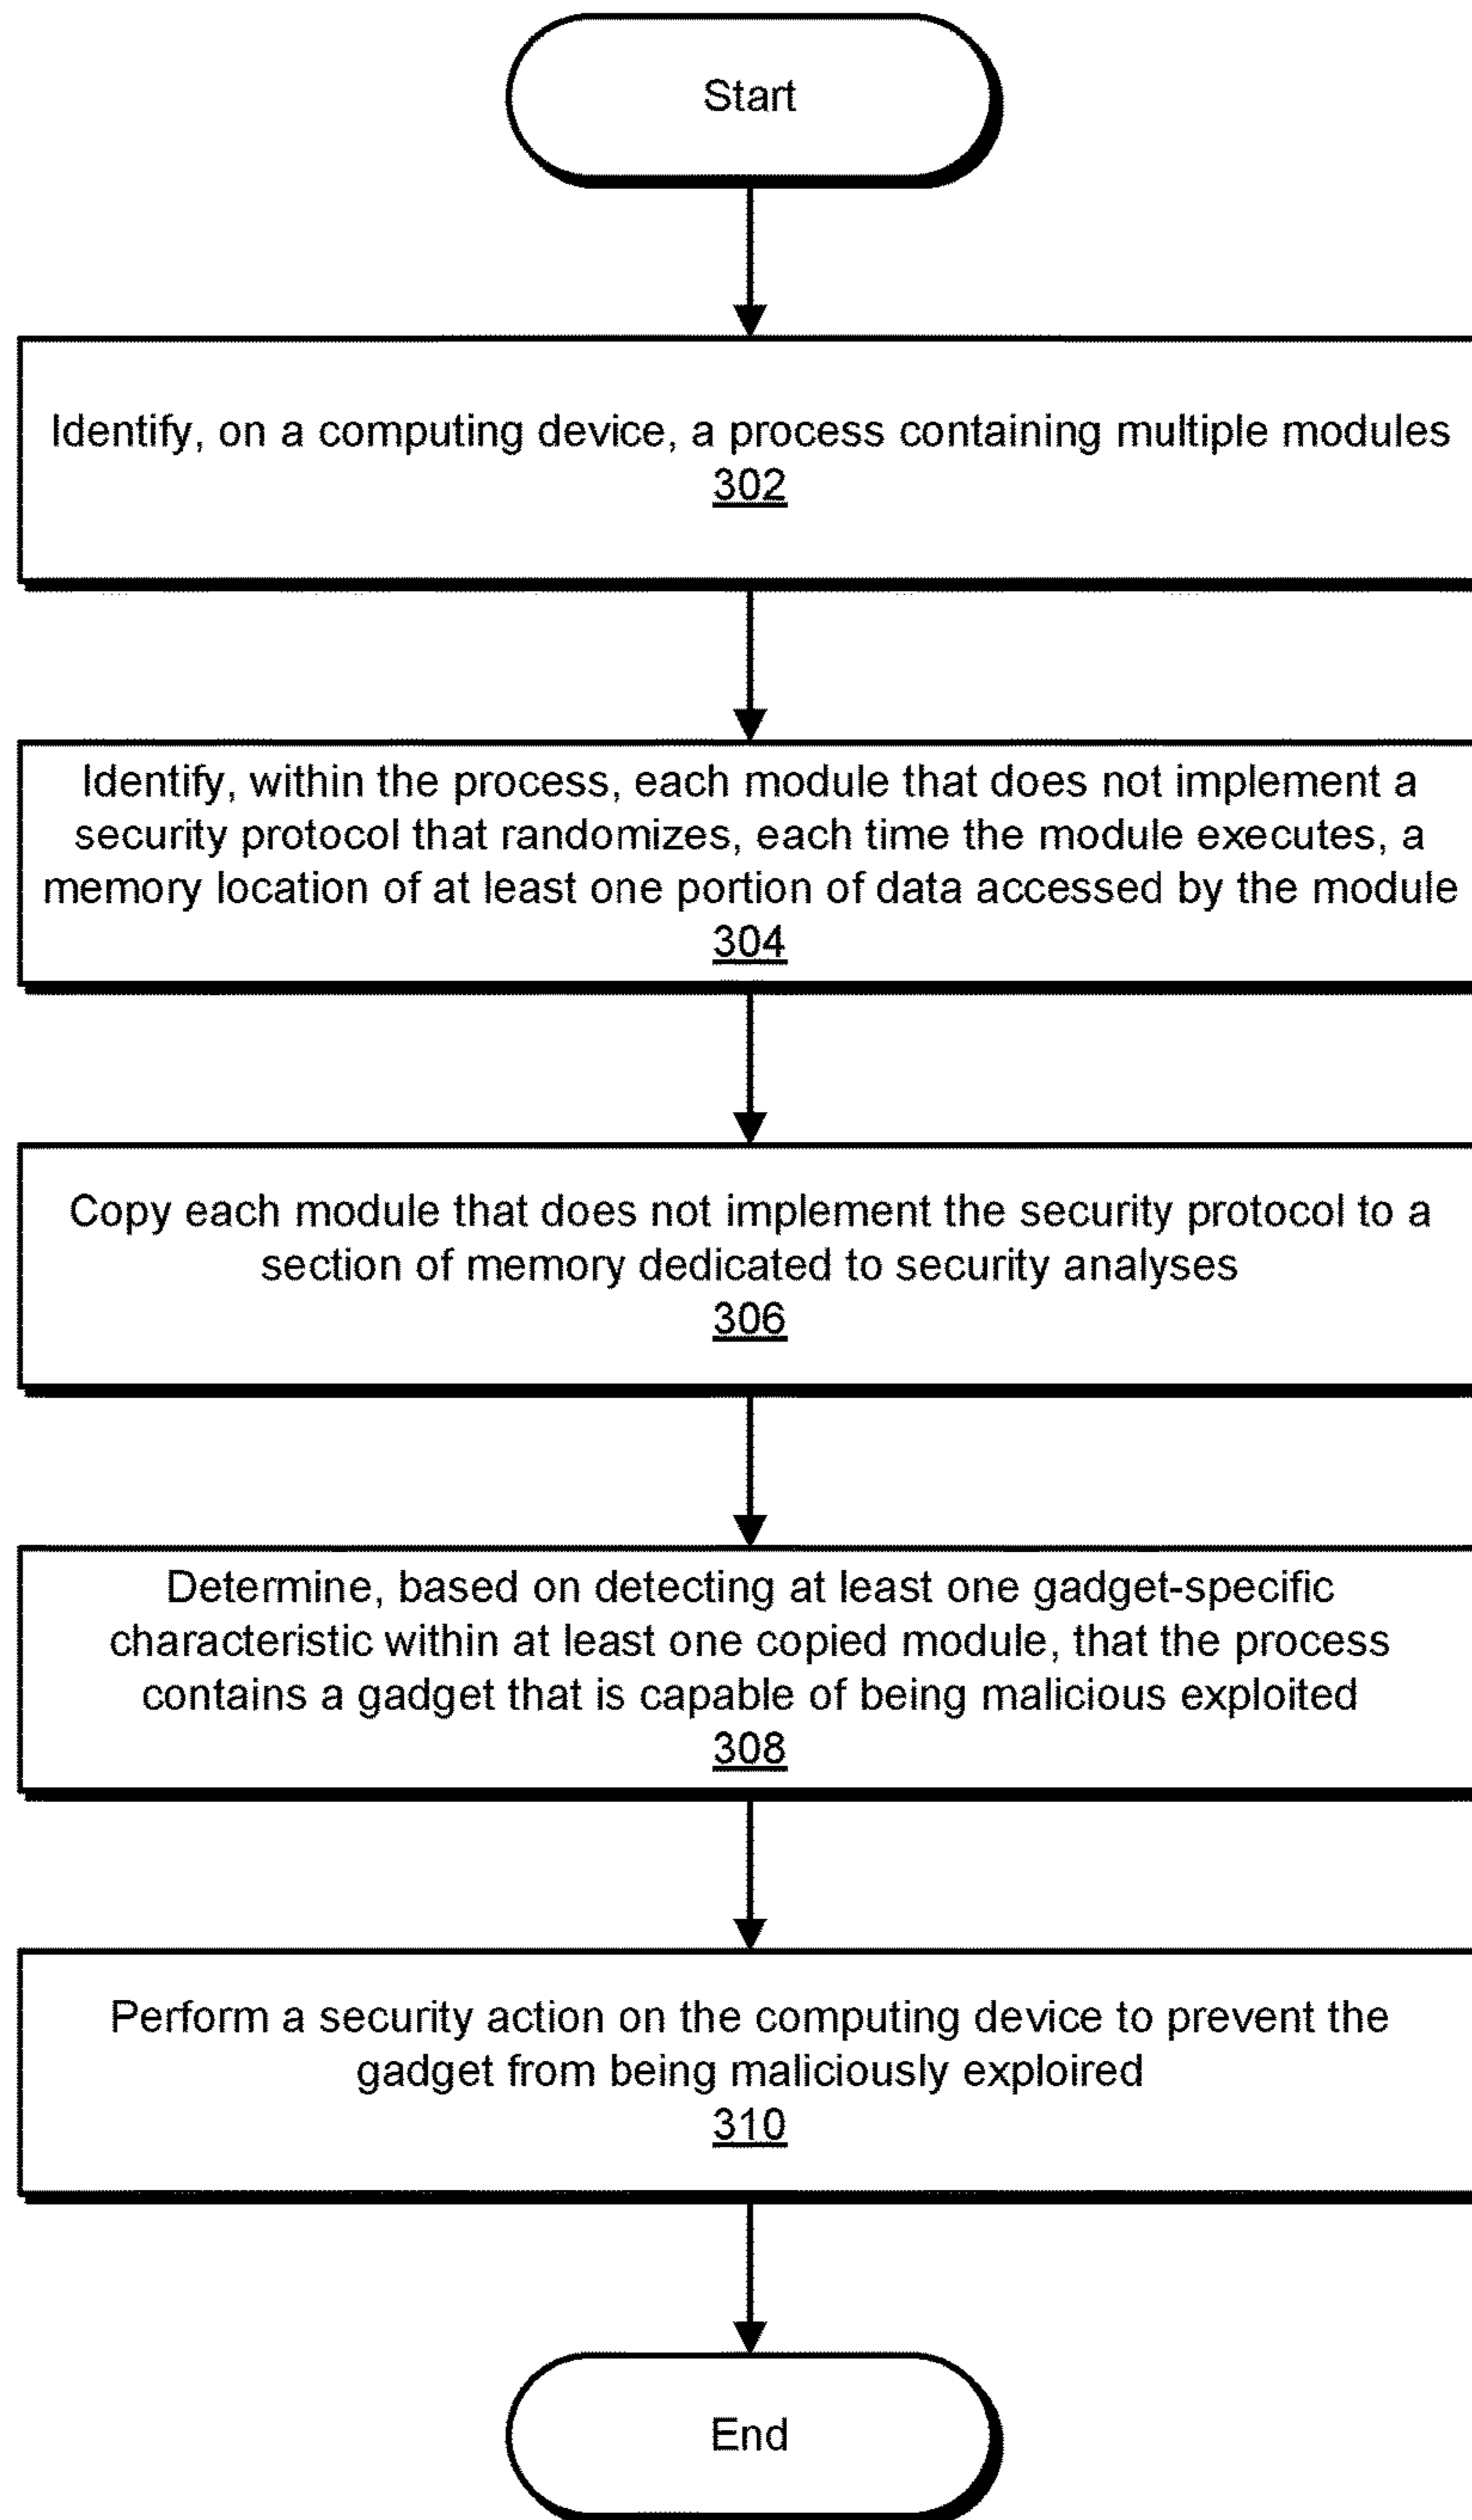 Start
Identify, on a computing device, a process containing multiple modules
302
Identify, within the process, each module that does not implement a
security protocol that randomizes, each time the module executes, a
memory location of at least one portion of data accessed by the module
304
Copy each module that does not implement the security protocol to a
section of memory dedicated to security analyses
306
Determine, based on detecting at least one gadget-specific
characteristic within at least one copied module, that the process
contains a gadget that is capable of being malicious exploited
308
Perform a security action on the computing device to prevent the
gadget from being maliciously exploired
310
End